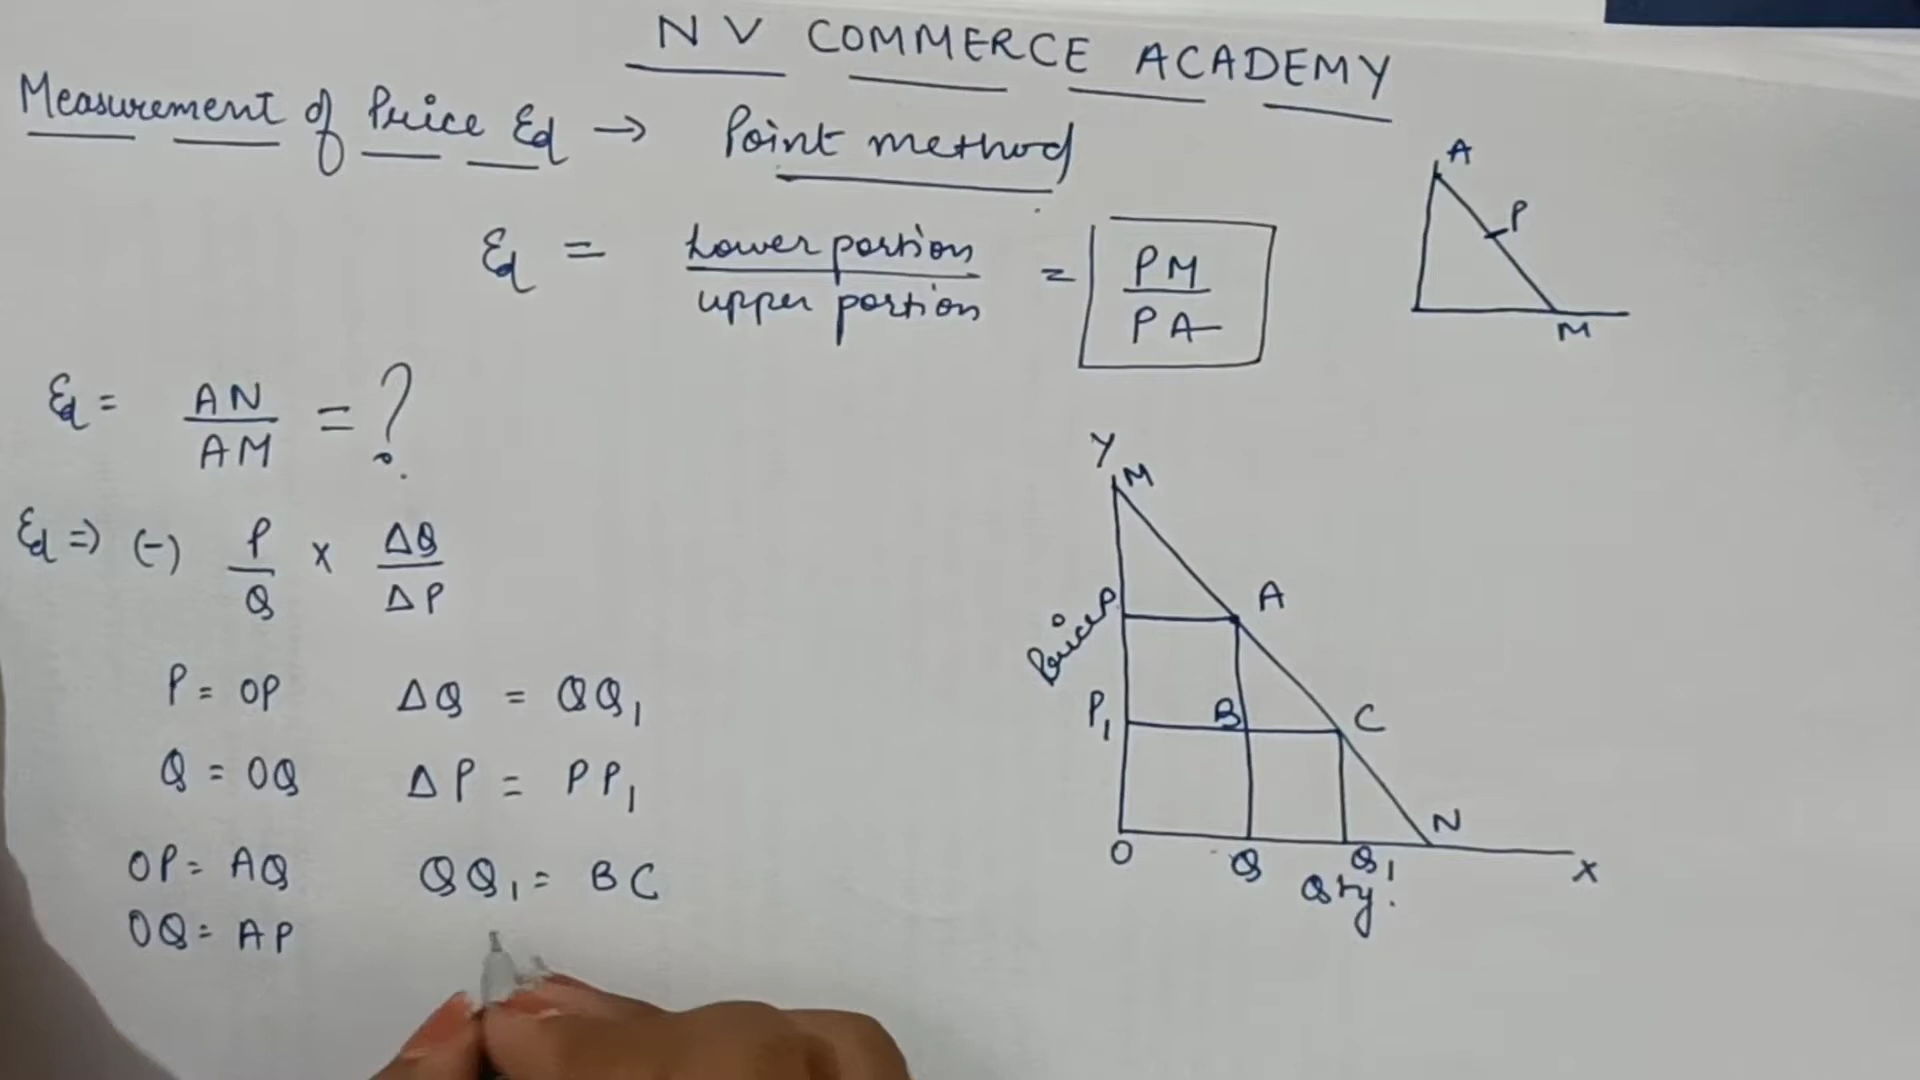 N V COMMERCE ACADEMY
Measurement of Price Ed → Point method
Ed = Lower portion / upper portion = PM / PA
A
P
M
Ed = AN / AM = ?
Ed ⇒ (-) P / Q x ΔQ / ΔP
P = OP ΔQ = QQ1
Q = OQ ΔP = PP1
OP = AQ QQ1 = BC
OQ = AP
Y
M
Price P
A
P1
B
C
N
O
Q
Q1
X
Qty.